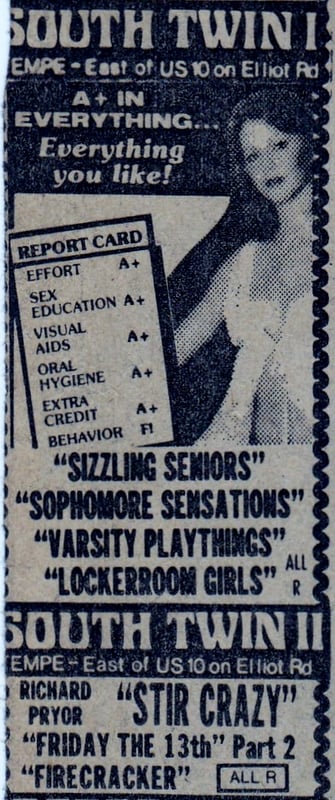 SOUTH TWIN I
EMPE - East of US 10 on Elliot Rd
A+ IN
EVERYTHING...
Everything
you like!
REPORT CARD
EFFORT A+
SEX
EDUCATION A+
VISUAL
AIDS A+
ORAL
HYGIENE A+
EXTRA
CREDIT A+
BEHAVIOR F!
"SIZZLING SENIORS"
"SOPHOMORE SENSATIONS"
"VARSITY PLAYTHINGS"
"LOCKERROOM GIRLS" ALL
R
SOUTH TWIN II
EMPE - East of US 10 on Elliot Rd
RICHARD
PRYOR "STIR CRAZY"
"FRIDAY THE 13th" Part 2
"FIRECRACKER" ALL R